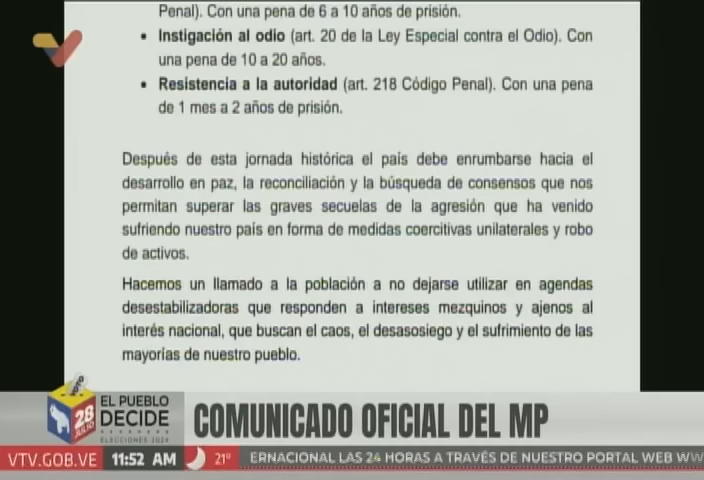 Penal). Con una pena de 6 a 10 años de prisión.
• Instigación al odio (art. 20 de la Ley Especial contra el Odio). Con
una pena de 10 a 20 años.
• Resistencia a la autoridad (art. 218 Código Penal). Con una pena
de 1 mes a 2 años de prisión.
Después de esta jornada histórica el país debe enrumbarse hacia el
desarrollo en paz, la reconciliación y la búsqueda de consensos que nos
permitan superar las graves secuelas de la agresión que ha venido
sufriendo nuestro país en forma de medidas coercitivas unilaterales y robo
de activos.
Hacemos un llamado a la población a no dejarse utilizar en agendas
desestabilizadoras que responden a intereses mezquinos y ajenos al
interés nacional, que buscan el caos, el desasosiego y el sufrimiento de las
mayorías de nuestro pueblo.
VOTO
28
JULIO
EL PUEBLO
DECIDE
ELECCIONES 2024
COMUNICADO OFICIAL DEL MP
VTV.GOB.VE 11:52 AM 21° ERNACIONAL LAS 24 HORAS A TRAVÉS DE NUESTRO PORTAL WEB WW